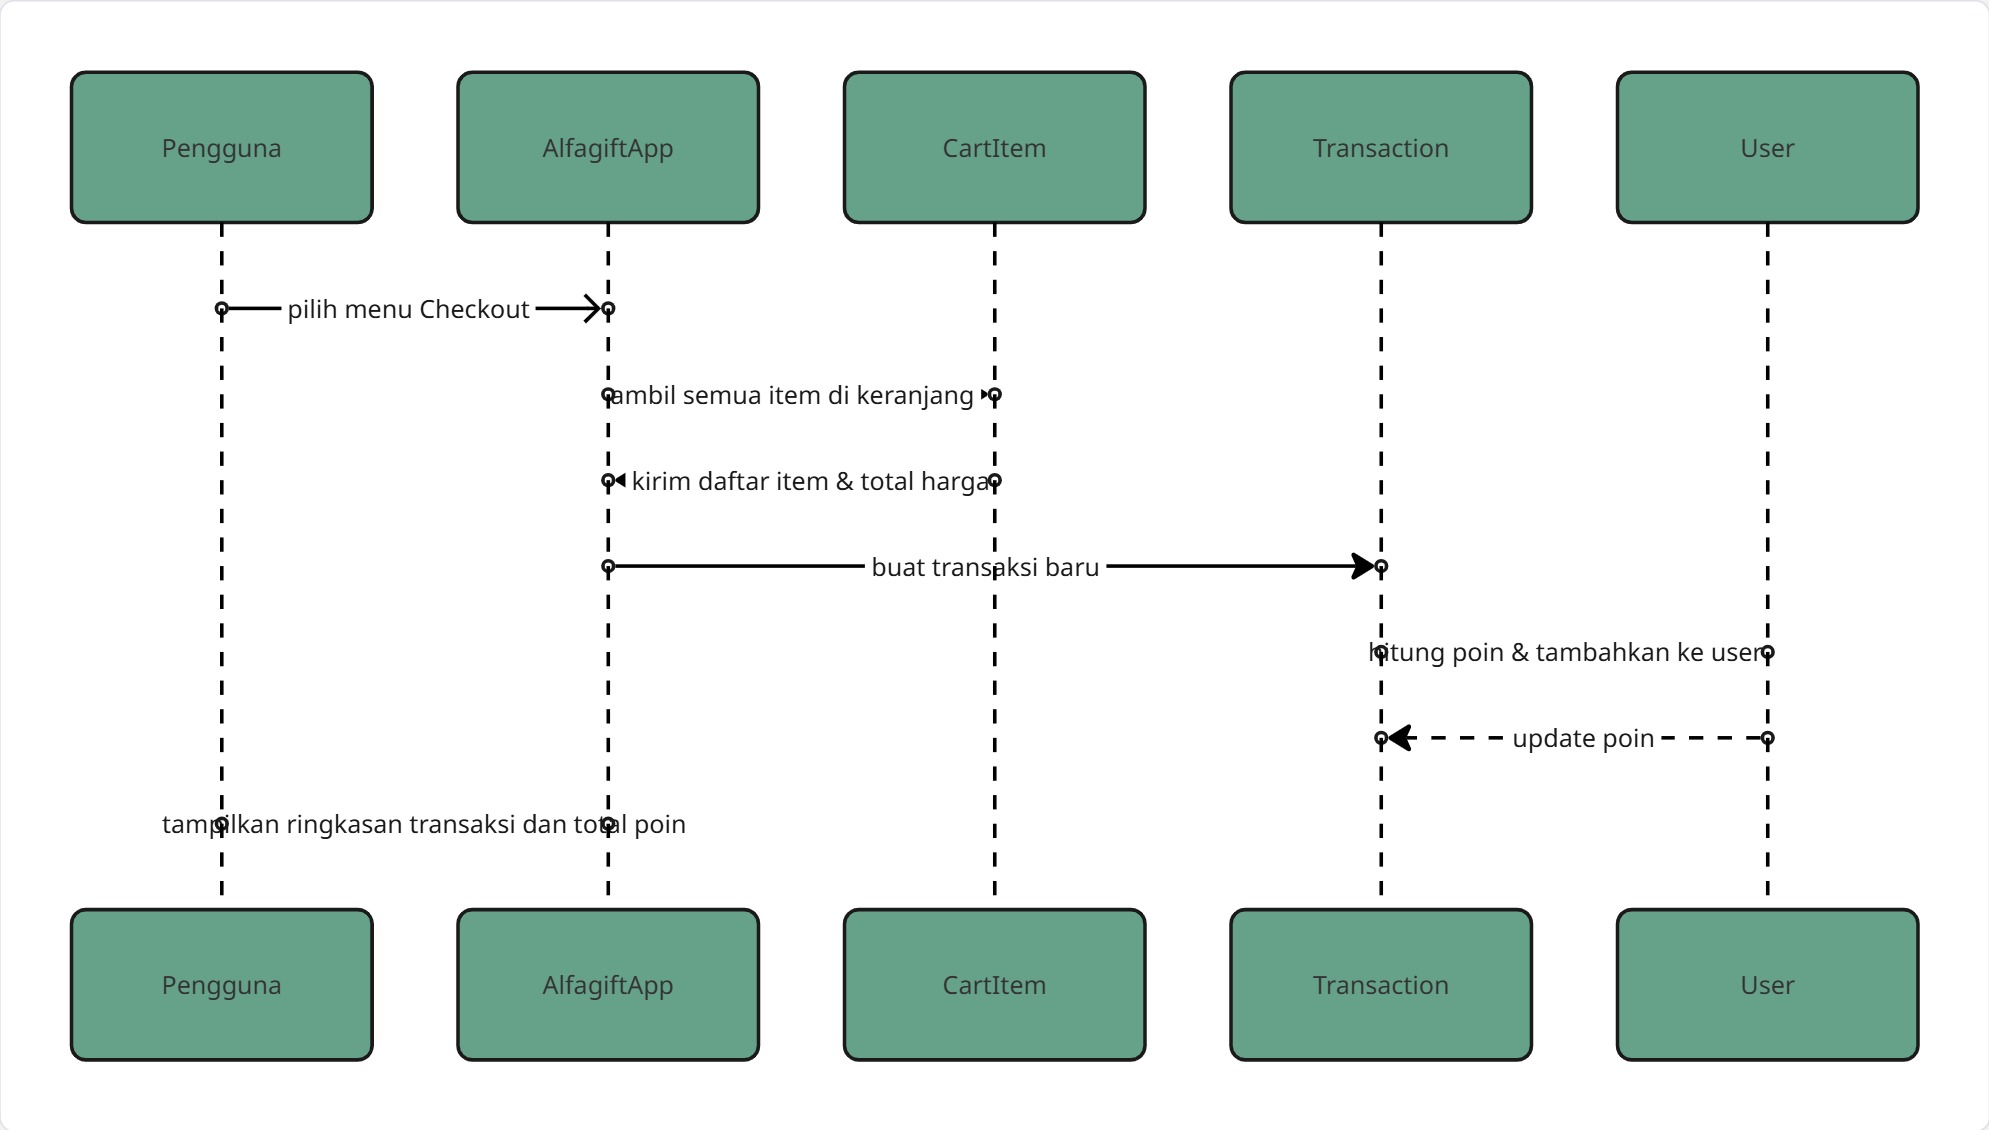 Pengguna
AlfagiftApp
CartItem
Transaction
User
pilih menu Checkout
ambil semua item di keranjang
kirim daftar item & total harga
buat transaksi baru
hitung poin & tambahkan ke user
update poin
tampilkan ringkasan transaksi dan total poin
Pengguna
AlfagiftApp
CartItem
Transaction
User